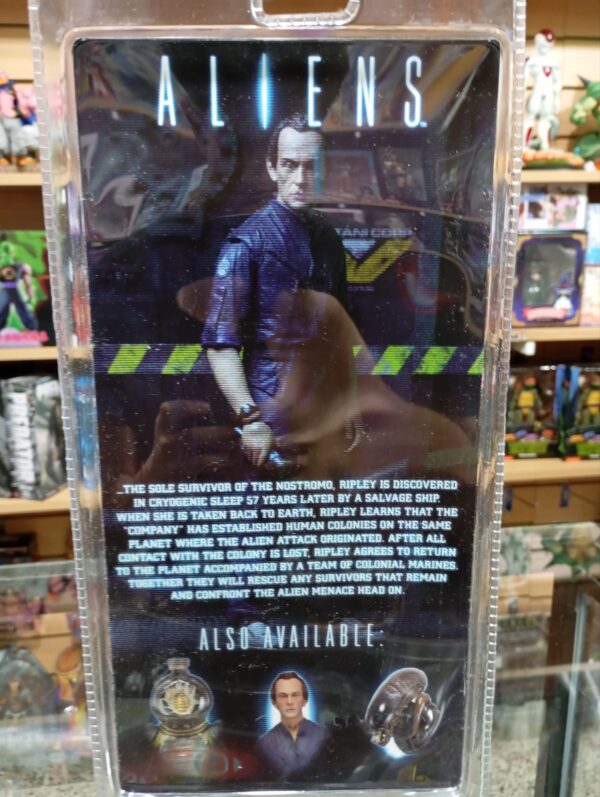 ALIENS
TANI CORP
...THE SOLE SURVIVOR OF THE NOSTROMO, RIPLEY IS DISCOVERED
IN CRYOGENIC SLEEP 57 YEARS LATER BY A SALVAGE SHIP.
WHEN SHE IS TAKEN BACK TO EARTH, RIPLEY LEARNS THAT THE
"COMPANY" HAS ESTABLISHED HUMAN COLONIES ON THE SAME
PLANET WHERE THE ALIEN ATTACK ORIGINATED. AFTER ALL
CONTACT WITH THE COLONY IS LOST, RIPLEY AGREES TO RETURN
TO THE PLANET ACCOMPANIED BY A TEAM OF COLONIAL MARINES.
TOGETHER THEY WILL RESCUE ANY SURVIVORS THAT REMAIN
AND CONFRONT THE ALIEN MENACE HEAD ON.
ALSO AVAILABLE: